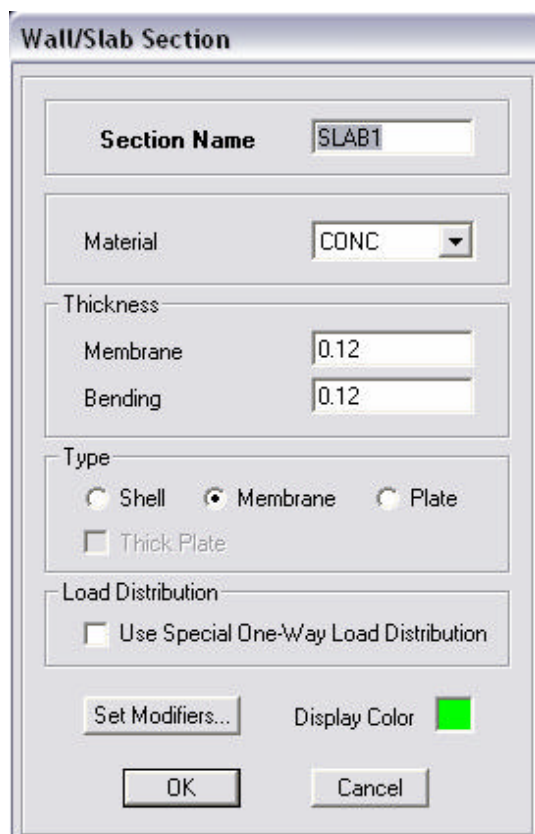 Wall/Slab Section
Section Name SLAB1
Material CONC
Thickness
Membrane 0.12
Bending 0.12
Type
Shell Membrane Plate
Thick Plate
Load Distribution
Use Special One-Way Load Distribution
Set Modifiers... Display Color
OK Cancel